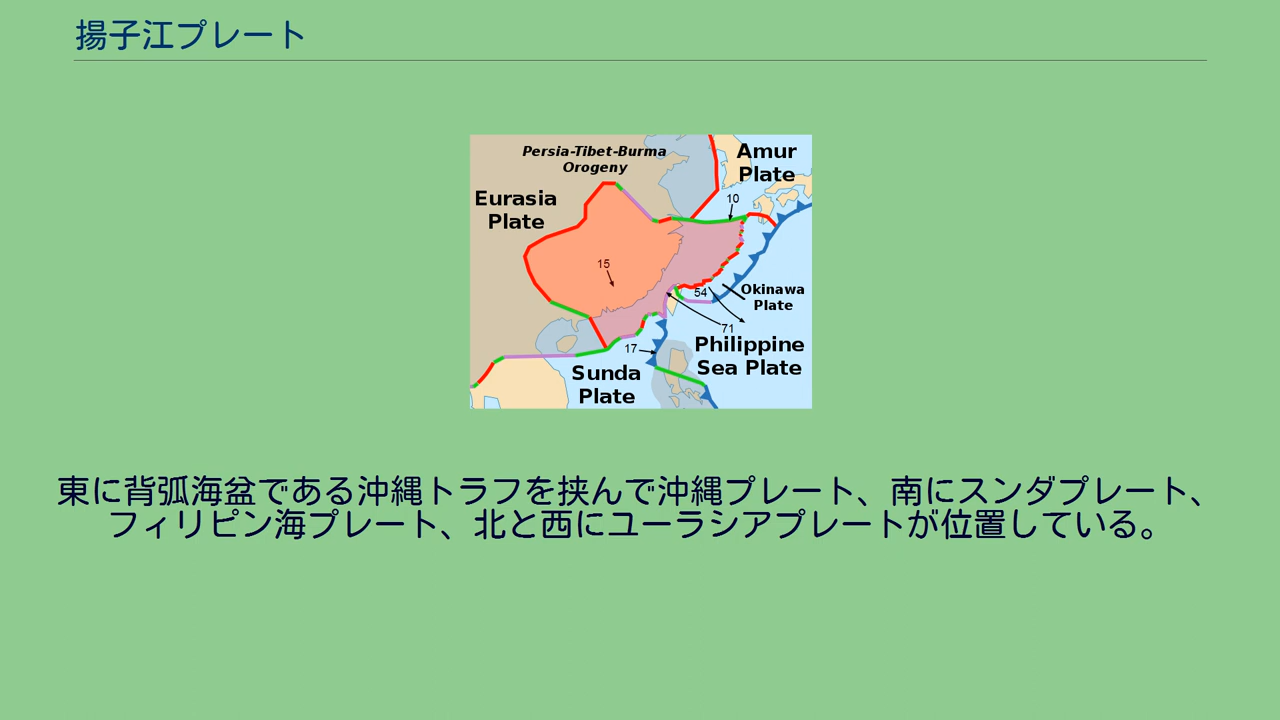 揚子江プレート
Persia-Tibet-Burma
Orogeny
Amur
Plate
Eurasia
Plate
10
15
54
Okinawa
Plate
71
17
Philippine
Sea Plate
Sunda
Plate
東に背弧海盆である沖縄トラフを挟んで沖縄プレート、南にスンダプレート、
フィリピン海プレート、北と西にユーラシアプレートが位置している。